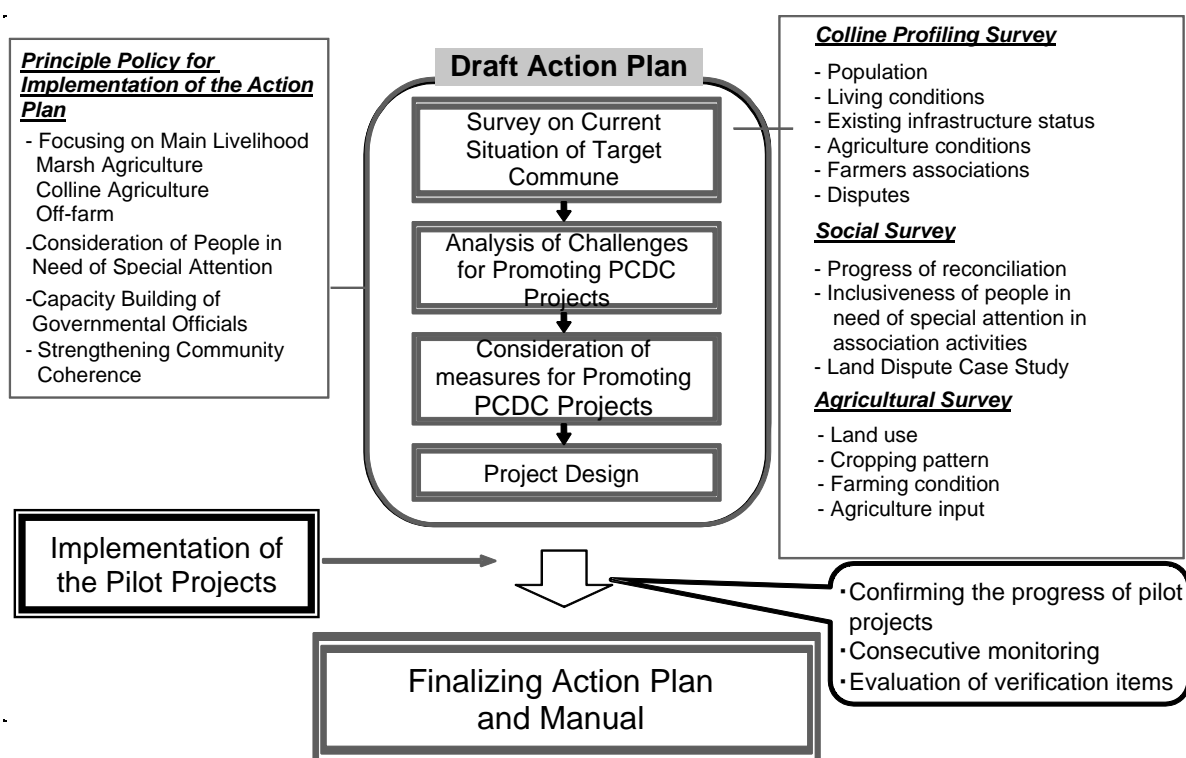 Principle Policy for
Implementation of the Action
Plan
- Focusing on Main Livelihood
Marsh Agriculture
Colline Agriculture
Off-farm
-Consideration of People in
Need of Special Attention
-Capacity Building of
Governmental Officials
- Strengthening Community
Coherence
Draft Action Plan
Survey on Current
Situation of Target
Commune
Analysis of Challenges
for Promoting PCDC
Projects
Consideration of
measures for Promoting
PCDC Projects
Project Design
Colline Profiling Survey
- Population
- Living conditions
- Existing infrastructure status
- Agriculture conditions
- Farmers associations
- Disputes
Social Survey
- Progress of reconciliation
- Inclusiveness of people in
need of special attention in
association activities
- Land Dispute Case Study
Agricultural Survey
- Land use
- Cropping pattern
- Farming condition
- Agriculture input
Implementation of
the Pilot Projects
・Confirming the progress of pilot
projects
・Consecutive monitoring
・Evaluation of verification items
Finalizing Action Plan
and Manual